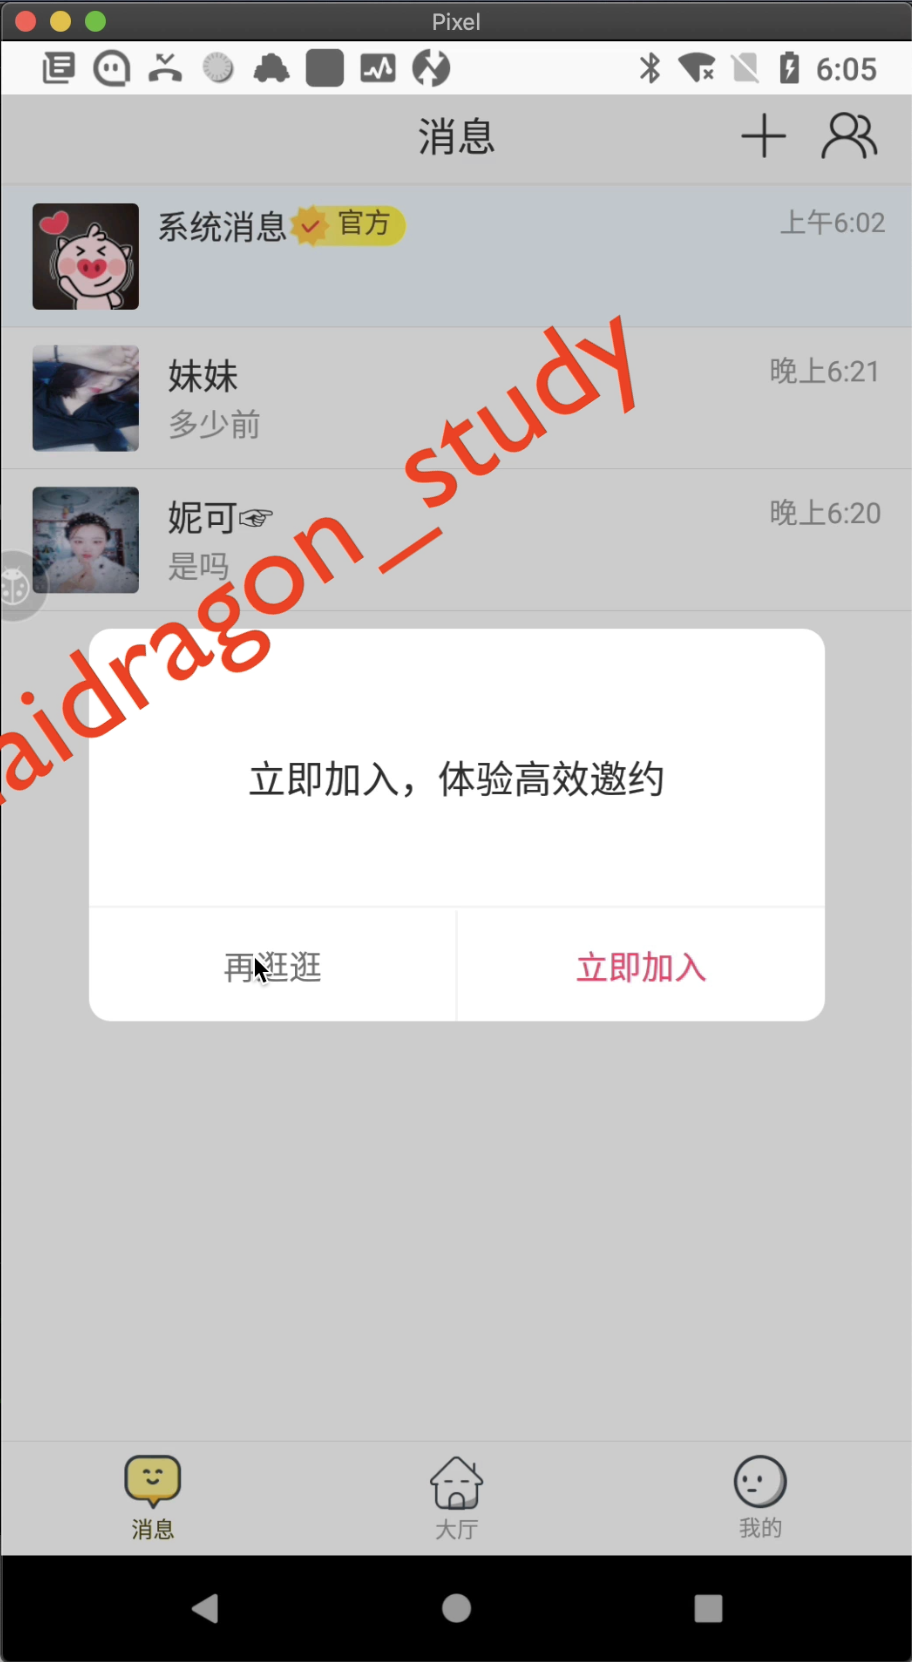 Pixel
6:05
消息
系统消息 官方 上午6:02
妹妹 晚上6:21
多少前
妮可☞ 晚上6:20
是吗
aidragon_study
立即加入，体验高效邀约
再逛逛 立即加入
消息 大厅 我的